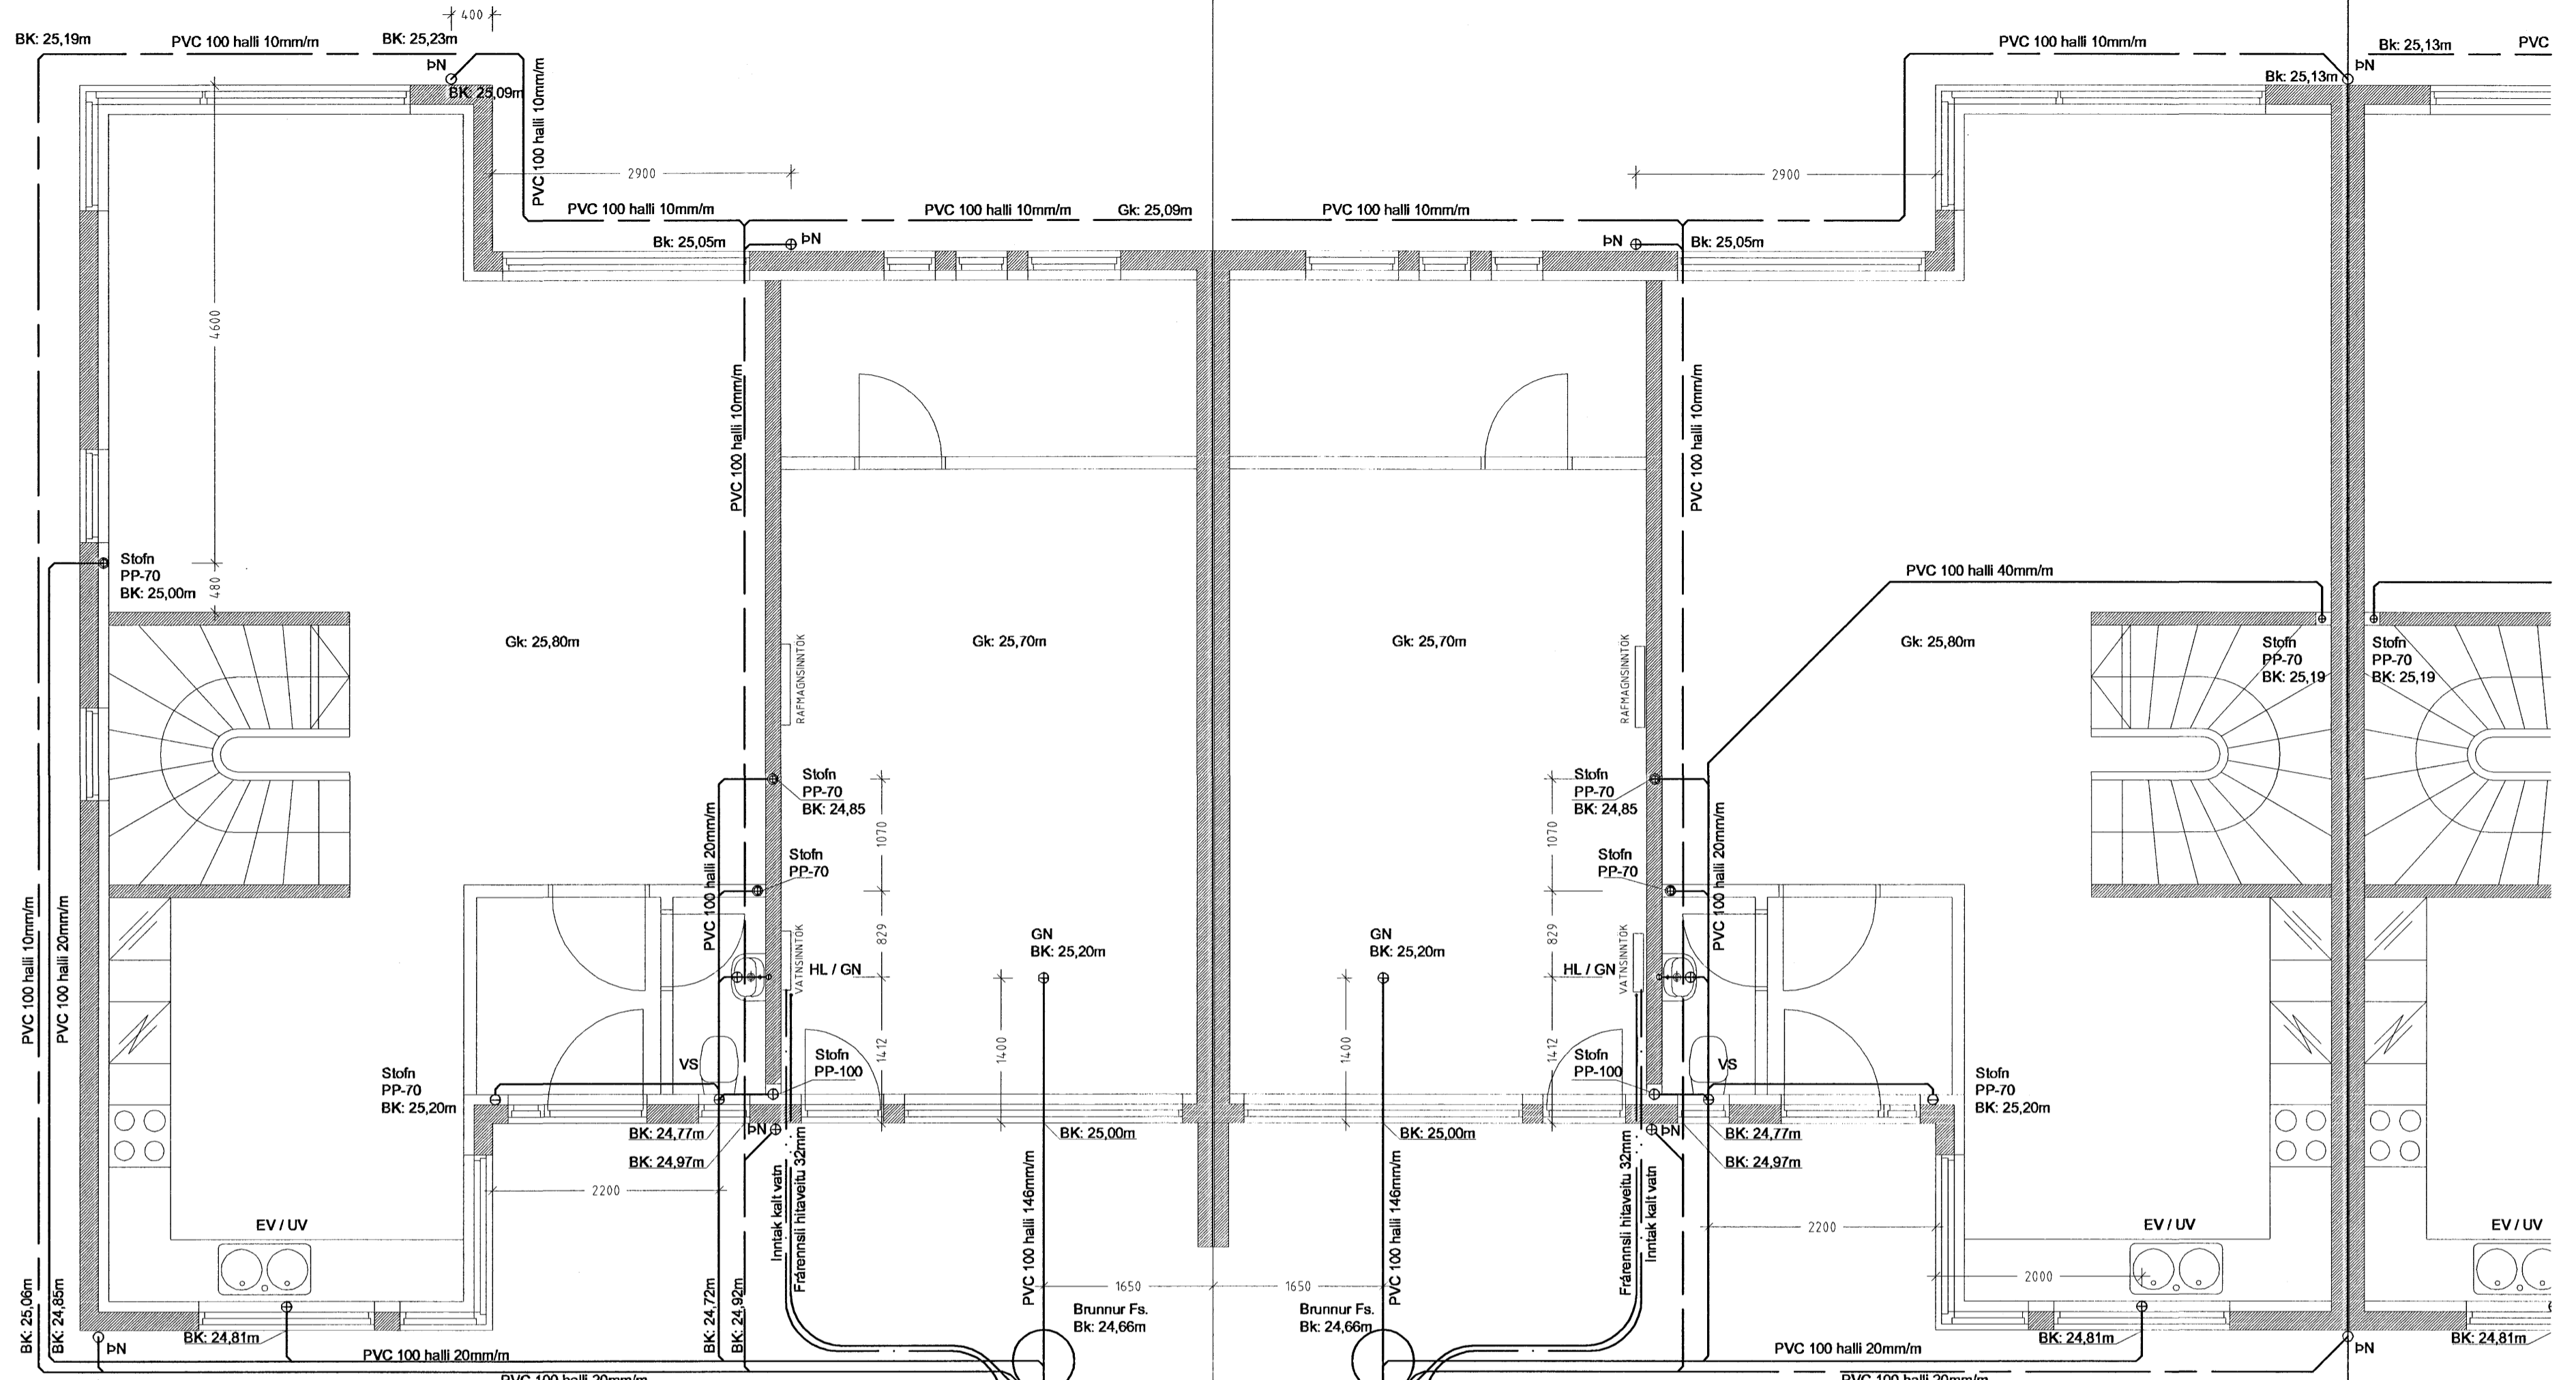 400
BK: 25,19m
PVC 100 halli 10mm/m
BK: 25,23m
ÞN
BK: 25,09m
PVC 100 halli 10mm/m
PVC 100 halli 10mm/m
Bk: 25,13m
PVC
ÞN
Bk: 25,13m
2900
2900
PVC 100 halli 10mm/m
PVC 100 halli 10mm/m
Gk: 25,09m
PVC 100 halli 10mm/m
Bk: 25,05m
ÞN
ÞN
Bk: 25,05m
4600
480
PVC 100 halli 10mm/m
PVC 100 halli 10mm/m
Stofn
PP-70
BK: 25,00m
PVC 100 halli 40mm/m
Gk: 25,80m
Gk: 25,70m
Gk: 25,70m
Gk: 25,80m
RAFMAGNSINNTÖK
RAFMAGNSINNTÖK
Stofn
PP-70
BK: 25,19
Stofn
PP-70
BK: 25,19
Stofn
PP-70
BK: 24,85
Stofn
PP-70
BK: 24,85
1070
1070
PVC 100 halli 20mm/m
PVC 100 halli 20mm/m
Stofn
PP-70
Stofn
PP-70
829
829
PVC 100 halli 10mm/m
PVC 100 halli 20mm/m
VATNSINNTÖK
HL / GN
GN
BK: 25,20m
GN
BK: 25,20m
HL / GN
VATNSINNTÖK
1412
1400
1400
1412
Stofn
PP-70
BK: 25,20m
VS
Stofn
PP-100
Stofn
PP-100
VS
Stofn
PP-70
BK: 25,20m
BK: 24,77m
ÞN
BK: 25,00m
BK: 25,00m
ÞN
BK: 24,77m
BK: 24,97m
BK: 24,97m
2200
2200
Inntak kalt vatn
Frárennsli hitaveitu 32mm
PVC 100 halli 146mm/m
PVC 100 halli 146mm/m
Frárennsli hitaveitu 32mm
Inntak kalt vatn
EV / UV
EV / UV
EV / UV
1650
1650
2000
BK: 25,06m
BK: 24,85m
BK: 24,72m
BK: 24,92m
Brunnur Fs.
Bk: 24,66m
Brunnur Fs.
Bk: 24,66m
BK: 24,81m
BK: 24,81m
BK: 24,81m
ÞN
PVC 100 halli 20mm/m
PVC 100 halli 20mm/m
ÞN
PVC 100 halli 20mm/m
PVC 100 halli 20mm/m